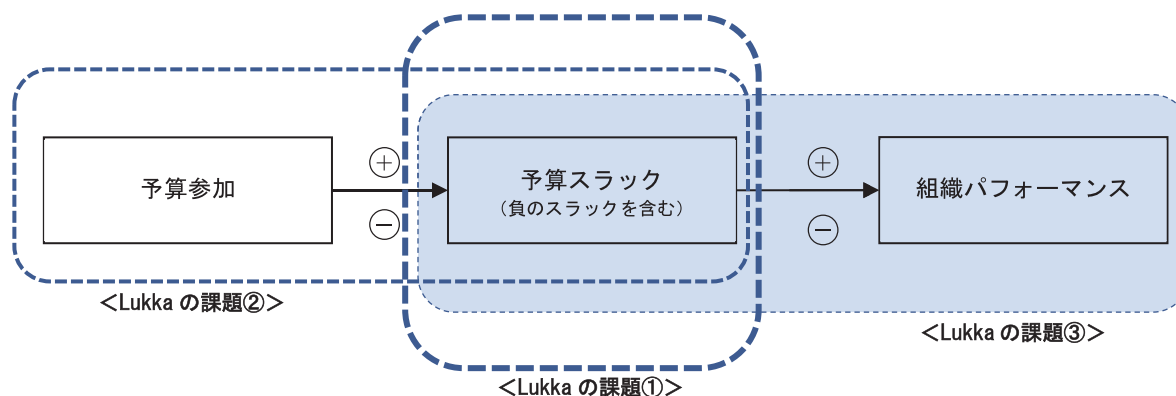 予算参加
＋
－
予算スラック
（負のスラックを含む）
＋
－
組織パフォーマンス
＜Lukka の課題②＞
＜Lukka の課題③＞
＜Lukka の課題①＞